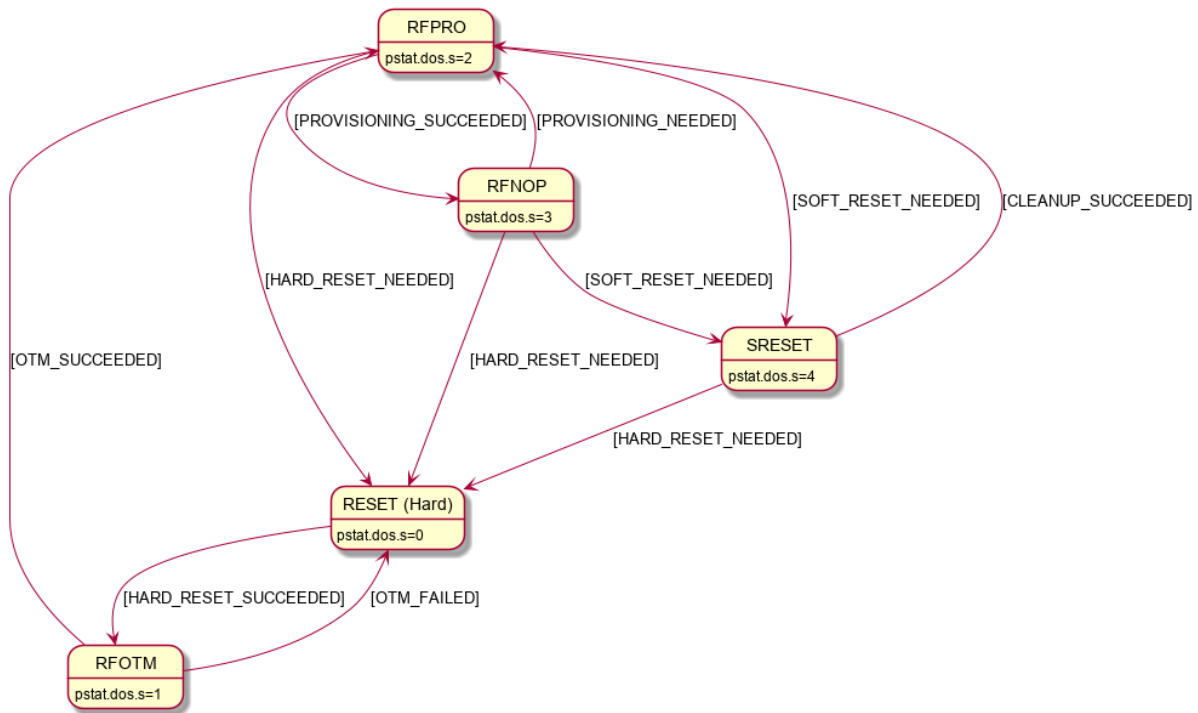 RFPRO
pstat.dos.s=2
[PROVISIONING_SUCCEEDED]
[PROVISIONING_NEEDED]
RFNOP
pstat.dos.s=3
[SOFT_RESET_NEEDED]
[CLEANUP_SUCCEEDED]
[HARD_RESET_NEEDED]
[SOFT_RESET_NEEDED]
SRESET
pstat.dos.s=4
[OTM_SUCCEEDED]
[HARD_RESET_NEEDED]
[HARD_RESET_NEEDED]
RESET (Hard)
pstat.dos.s=0
[HARD_RESET_SUCCEEDED]
[OTM_FAILED]
RFOTM
pstat.dos.s=1